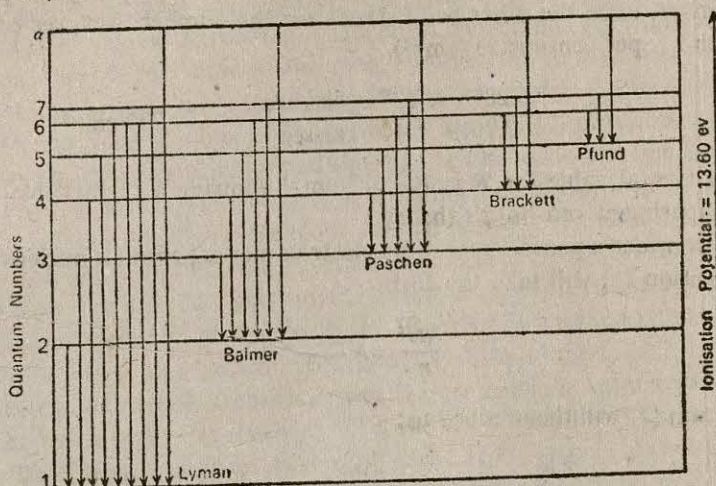 α
7
6
5
4
3
2
1
Quantum Numbers
Pfund
Brackett
Paschen
Balmer
Lyman
Ionisation Potential = 13.60 ev